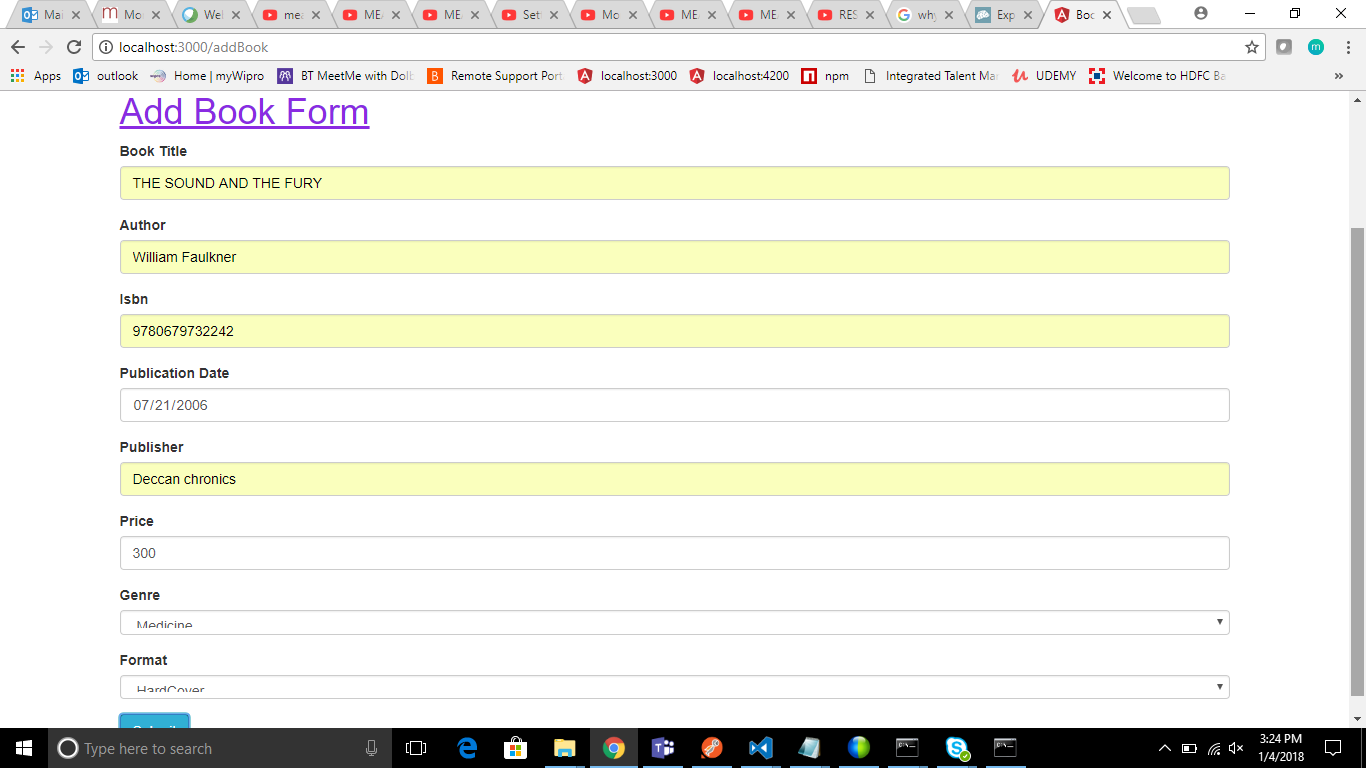 Mai
Mo
We
me
ME
ME
Set
Mo
ME
ME
RES
why
Exp
Boo
localhost:3000/addBook
Apps
outlook
Home | myWipro
BT MeetMe with Dolb
Remote Support Port
localhost:3000
localhost:4200
npm
Integrated Talent Ma
UDEMY
Welcome to HDFC Ba
Add Book Form
Book Title
THE SOUND AND THE FURY
Author
William Faulkner
Isbn
9780679732242
Publication Date
07/21/2006
Publisher
Deccan chronics
Price
300
Genre
Medicine
Format
HardCover
Submit
Type here to search
3:24 PM
1/4/2018